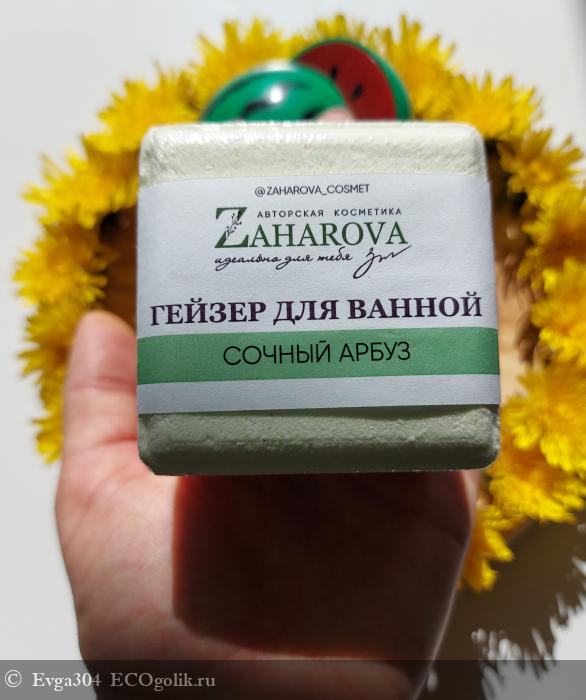 @ZAHAROVA_COSMET
АВТОРСКАЯ КОСМЕТИКА
ZAHAROVA
идеально для тебя
ГЕЙЗЕР ДЛЯ ВАННОЙ
СОЧНЫЙ АРБУЗ
© Evga304 ECOgolik.ru